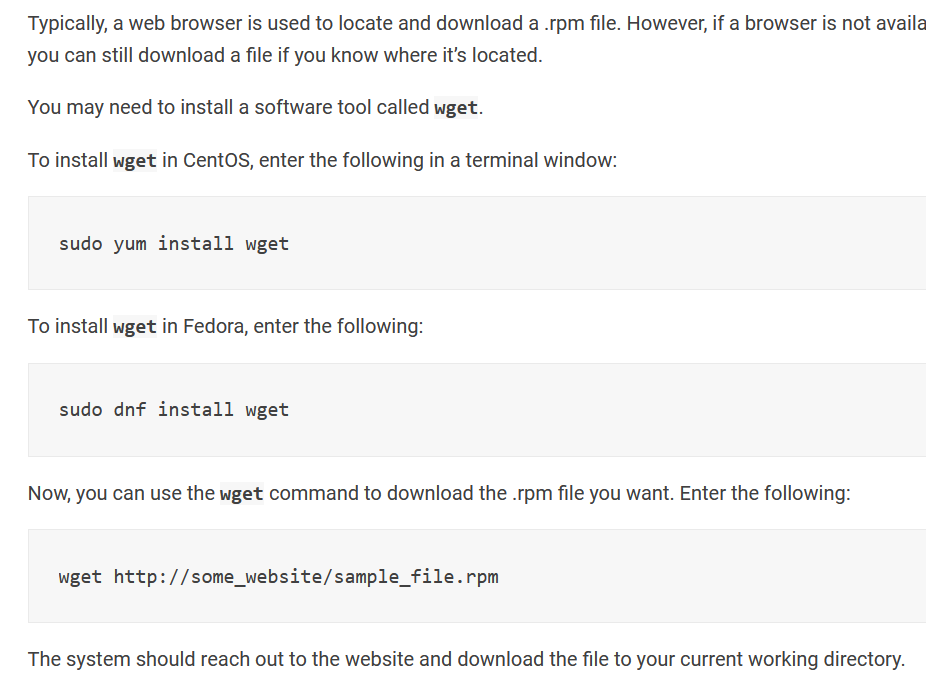 Typically, a web browser is used to locate and download a .rpm file. However, if a browser is not availa
you can still download a file if you know where it’s located.
You may need to install a software tool called wget.
To install wget in CentOS, enter the following in a terminal window:
sudo yum install wget
To install wget in Fedora, enter the following:
sudo dnf install wget
Now, you can use the wget command to download the .rpm file you want. Enter the following:
wget http://some_website/sample_file.rpm
The system should reach out to the website and download the file to your current working directory.